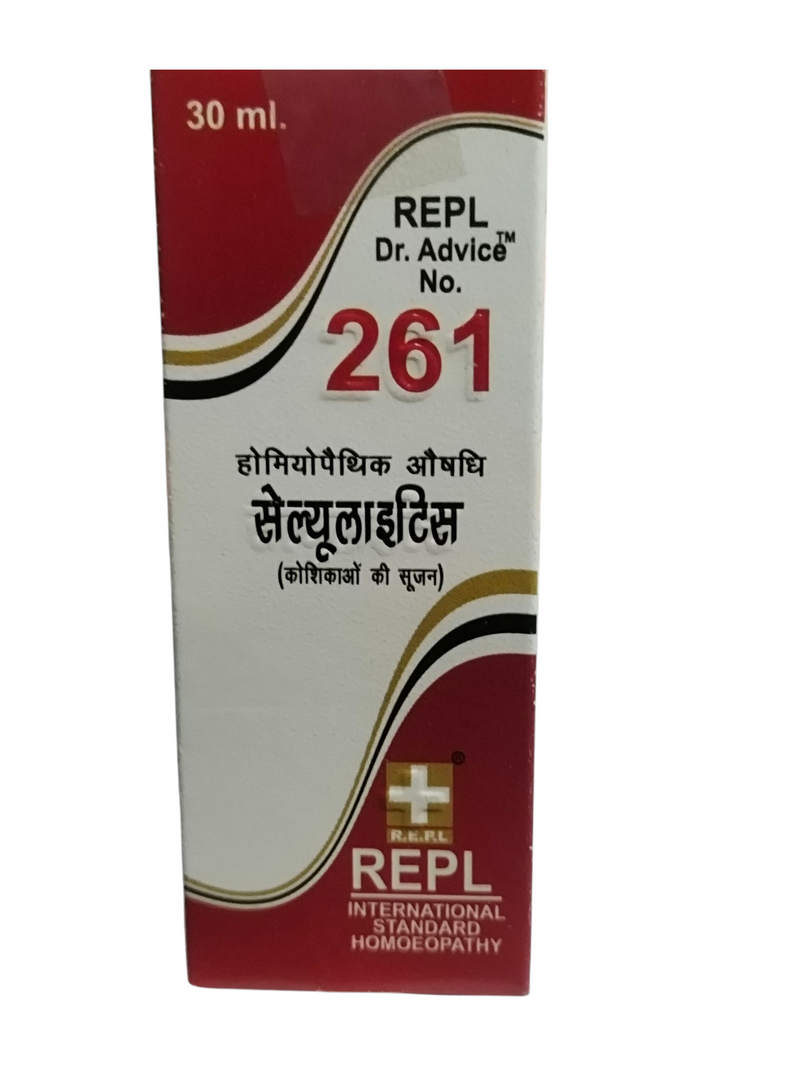 30 ml.
REPL
Dr. Advice™
No.
261
होमियोपैथिक औषधि
सेल्यूलाइटिस
(कोशिकाओं की सूजन)
®
R.E.P.L
REPL
INTERNATIONAL
STANDARD
HOMOEOPATHY